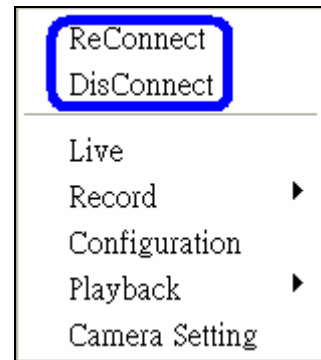 ReConnect
DisConnect
Live
Record
Configuration
Playback
Camera Setting